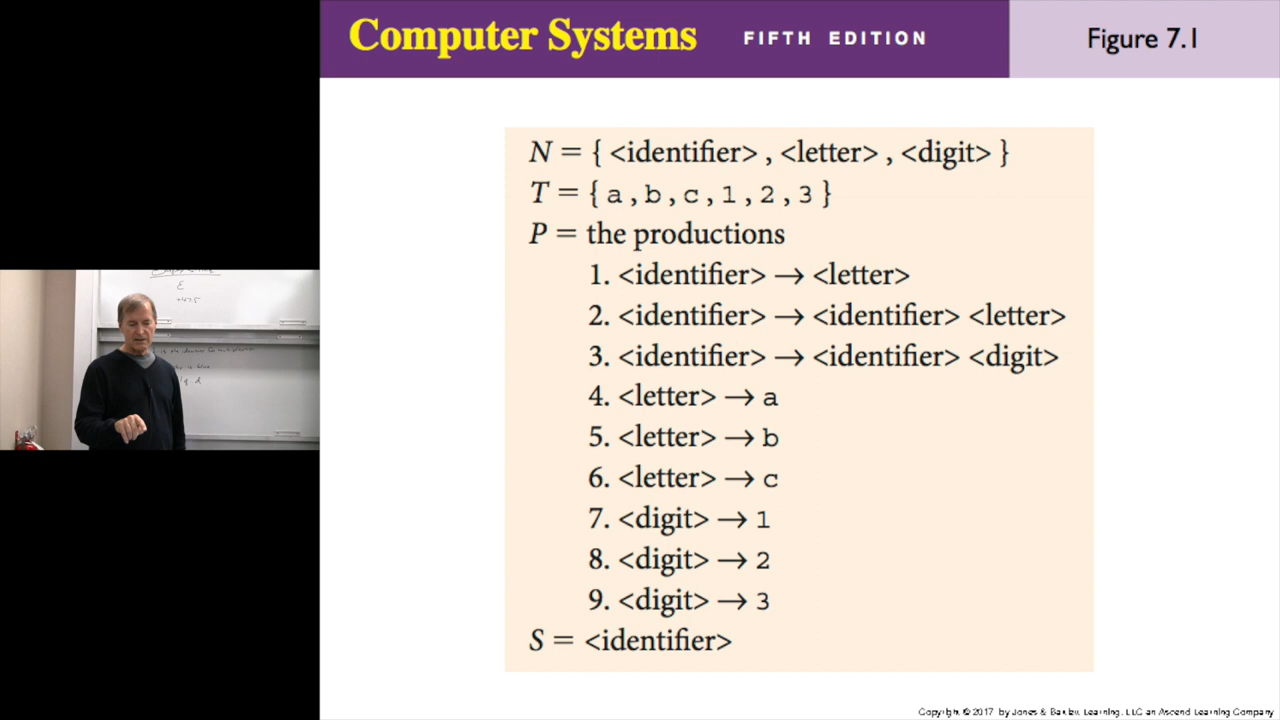 Computer Systems FIFTH EDITION Figure 7.1
N = { <identifier> , <letter> , <digit> }
T = { a , b , c , 1 , 2 , 3 }
P = the productions
1. <identifier> → <letter>
2. <identifier> → <identifier> <letter>
3. <identifier> → <identifier> <digit>
4. <letter> → a
5. <letter> → b
6. <letter> → c
7. <digit> → 1
8. <digit> → 2
9. <digit> → 3
S = <identifier>
Copyright © 2017 by Jones & Bartlett Learning, LLC an Ascend Learning Company
ε